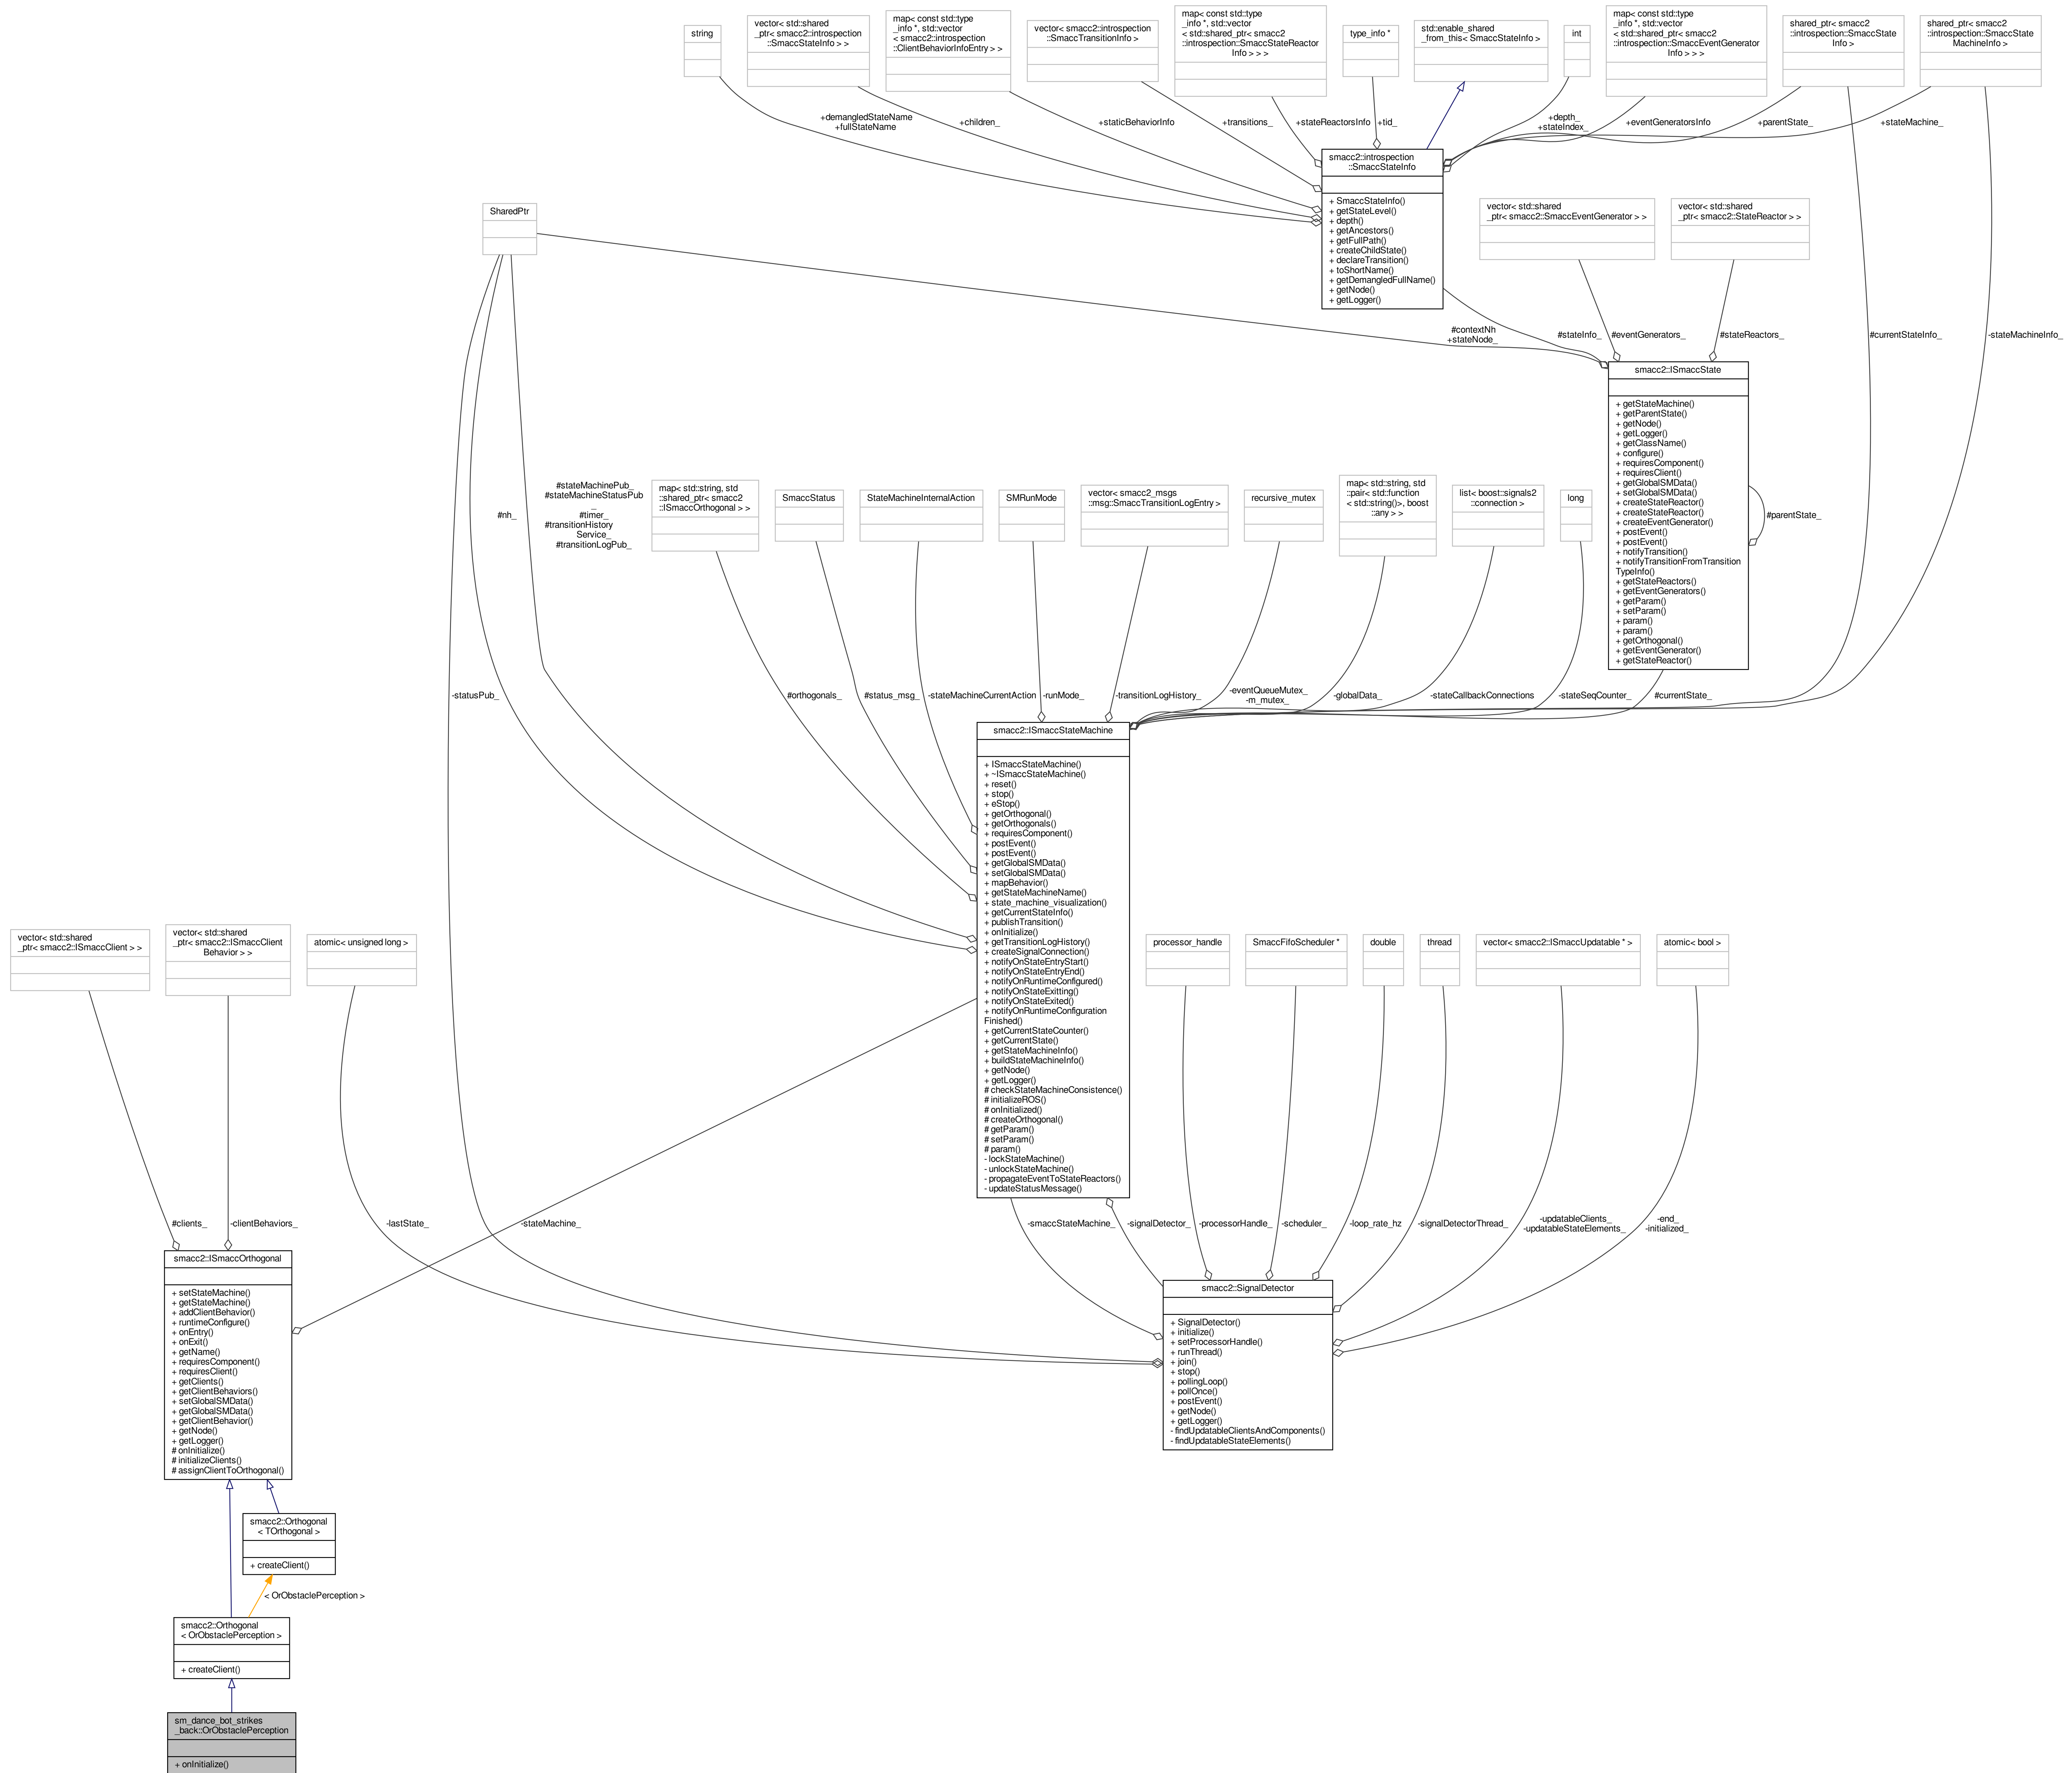 string
vector< std::shared
_ptr< smacc2::introspection
::SmaccStateInfo > >
map< const std::type
_info *, std::vector
< smacc2::introspection
::ClientBehaviorInfoEntry > >
vector< smacc2::introspection
::SmaccTransitionInfo >
map< const std::type
_info *, std::vector
< std::shared_ptr< smacc2
::introspection::SmaccStateReactor
Info > > >
type_info *
std::enable_shared
_from_this< SmaccStateInfo >
int
map< const std::type
_info *, std::vector
< std::shared_ptr< smacc2
::introspection::SmaccEventGenerator
Info > > >
shared_ptr< smacc2
::introspection::SmaccState
Info >
shared_ptr< smacc2
::introspection::SmaccState
MachineInfo >
+demangledStateName
+fullStateName
+children_
+staticBehaviorInfo
+transitions_
+stateReactorsInfo
+tid_
+depth_
+stateIndex_
+eventGeneratorsInfo
+parentState_
+stateMachine_
smacc2::introspection
::SmaccStateInfo
+ SmaccStateInfo()
+ getStateLevel()
+ depth()
+ getAncestors()
+ getFullPath()
+ createChildState()
+ declareTransition()
+ toShortName()
+ getDemangledFullName()
+ getNode()
+ getLogger()
SharedPtr
vector< std::shared
_ptr< smacc2::SmaccEventGenerator > >
vector< std::shared
_ptr< smacc2::StateReactor > >
#contextNh
+stateNode_
#stateInfo_
#eventGenerators_
#stateReactors_
#currentStateInfo_
-stateMachineInfo_
smacc2::ISmaccState
+ getStateMachine()
+ getParentState()
+ getNode()
+ getLogger()
+ getClassName()
+ configure()
+ requiresComponent()
+ requiresClient()
+ getGlobalSMData()
+ setGlobalSMData()
+ createStateReactor()
+ createStateReactor()
+ createEventGenerator()
+ postEvent()
+ postEvent()
+ notifyTransition()
+ notifyTransitionFromTransition
TypeInfo()
+ getStateReactors()
+ getEventGenerators()
+ getParam()
+ setParam()
+ param()
+ param()
+ getOrthogonal()
+ getEventGenerator()
+ getStateReactor()
#parentState_
#nh_
#stateMachinePub_
#stateMachineStatusPub
_
#timer_
#transitionHistory
Service_
#transitionLogPub_
map< std::string, std
::shared_ptr< smacc2
::ISmaccOrthogonal > >
SmaccStatus
StateMachineInternalAction
SMRunMode
vector< smacc2_msgs
::msg::SmaccTransitionLogEntry >
recursive_mutex
map< std::string, std
::pair< std::function
< std::string()>, boost
::any > >
list< boost::signals2
::connection >
long
-statusPub_
#orthogonals_
#status_msg_
-stateMachineCurrentAction
-runMode_
-transitionLogHistory_
-eventQueueMutex_
-m_mutex_
-globalData_
-stateCallbackConnections
-stateSeqCounter_
#currentState_
smacc2::ISmaccStateMachine
+ ISmaccStateMachine()
+ ~ISmaccStateMachine()
+ reset()
+ stop()
+ eStop()
+ getOrthogonal()
+ getOrthogonals()
+ requiresComponent()
+ postEvent()
+ postEvent()
+ getGlobalSMData()
+ setGlobalSMData()
+ mapBehavior()
+ getStateMachineName()
+ state_machine_visualization()
+ getCurrentStateInfo()
+ publishTransition()
+ onInitialize()
+ getTransitionLogHistory()
+ createSignalConnection()
+ notifyOnStateEntryStart()
+ notifyOnStateEntryEnd()
+ notifyOnRuntimeConfigured()
+ notifyOnStateExitting()
+ notifyOnStateExited()
+ notifyOnRuntimeConfiguration
Finished()
+ getCurrentStateCounter()
+ getCurrentState()
+ getStateMachineInfo()
+ buildStateMachineInfo()
+ getNode()
+ getLogger()
# checkStateMachineConsistence()
# initializeROS()
# onInitialized()
# createOrthogonal()
# getParam()
# setParam()
# param()
- lockStateMachine()
- unlockStateMachine()
- propagateEventToStateReactors()
- updateStatusMessage()
vector< std::shared
_ptr< smacc2::ISmaccClient > >
vector< std::shared
_ptr< smacc2::ISmaccClient
Behavior > >
atomic< unsigned long >
processor_handle
SmaccFifoScheduler *
double
thread
vector< smacc2::ISmaccUpdatable * >
atomic< bool >
#clients_
-clientBehaviors_
-lastState_
-stateMachine_
-smaccStateMachine_
-signalDetector_
-processorHandle_
-scheduler_
-loop_rate_hz
-signalDetectorThread_
-updatableClients_
-updatableStateElements_
-end_
-initialized_
smacc2::ISmaccOrthogonal
+ setStateMachine()
+ getStateMachine()
+ addClientBehavior()
+ runtimeConfigure()
+ onEntry()
+ onExit()
+ getName()
+ requiresComponent()
+ requiresClient()
+ getClients()
+ getClientBehaviors()
+ setGlobalSMData()
+ getGlobalSMData()
+ getClientBehavior()
+ getNode()
+ getLogger()
# onInitialize()
# initializeClients()
# assignClientToOrthogonal()
smacc2::SignalDetector
+ SignalDetector()
+ initialize()
+ setProcessorHandle()
+ runThread()
+ join()
+ stop()
+ pollingLoop()
+ pollOnce()
+ postEvent()
+ getNode()
+ getLogger()
- findUpdatableClientsAndComponents()
- findUpdatableStateElements()
smacc2::Orthogonal
< TOrthogonal >
+ createClient()
< OrObstaclePerception >
smacc2::Orthogonal
< OrObstaclePerception >
+ createClient()
sm_dance_bot_strikes
_back::OrObstaclePerception
+ onInitialize()